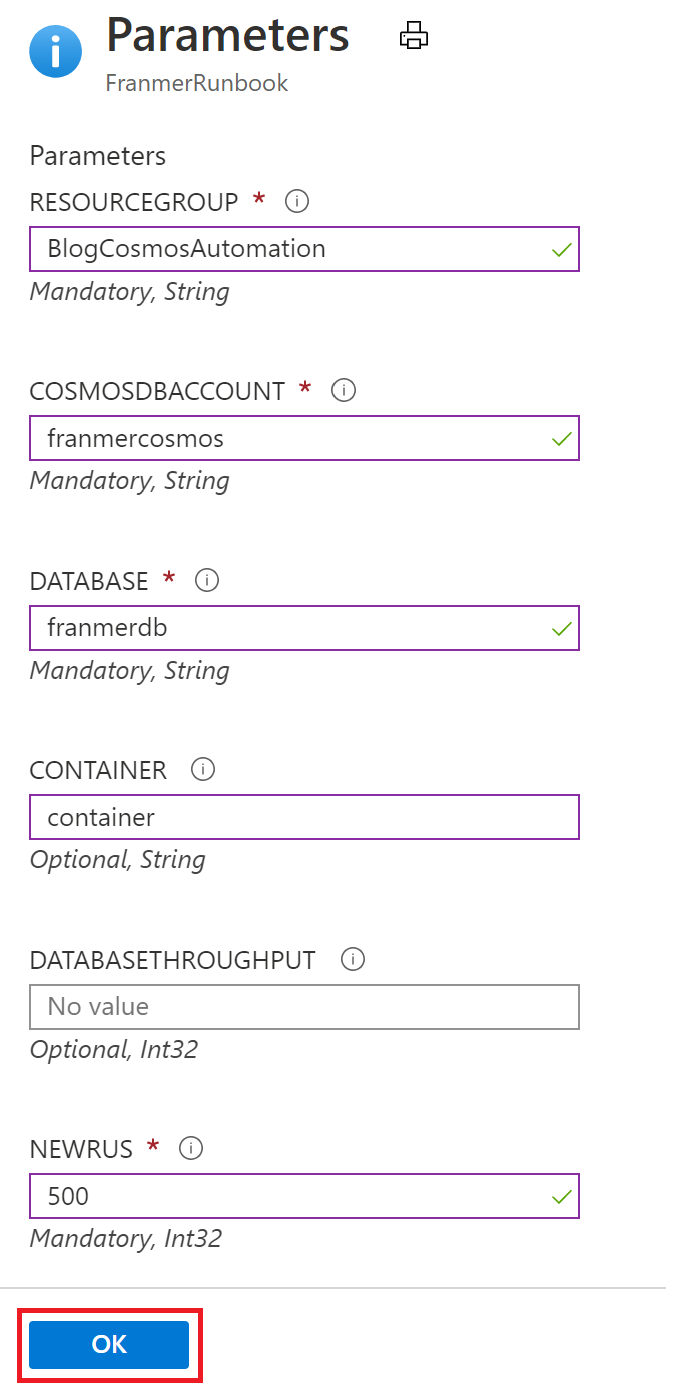 Parameters
FranmerRunbook
Parameters
RESOURCEGROUP *
BlogCosmosAutomation
Mandatory, String
COSMOSDBACCOUNT *
franmercosmos
Mandatory, String
DATABASE *
franmerdb
Mandatory, String
CONTAINER
container
Optional, String
DATABASETHROUGHPUT
No value
Optional, Int32
NEWRUS *
500
Mandatory, Int32
OK